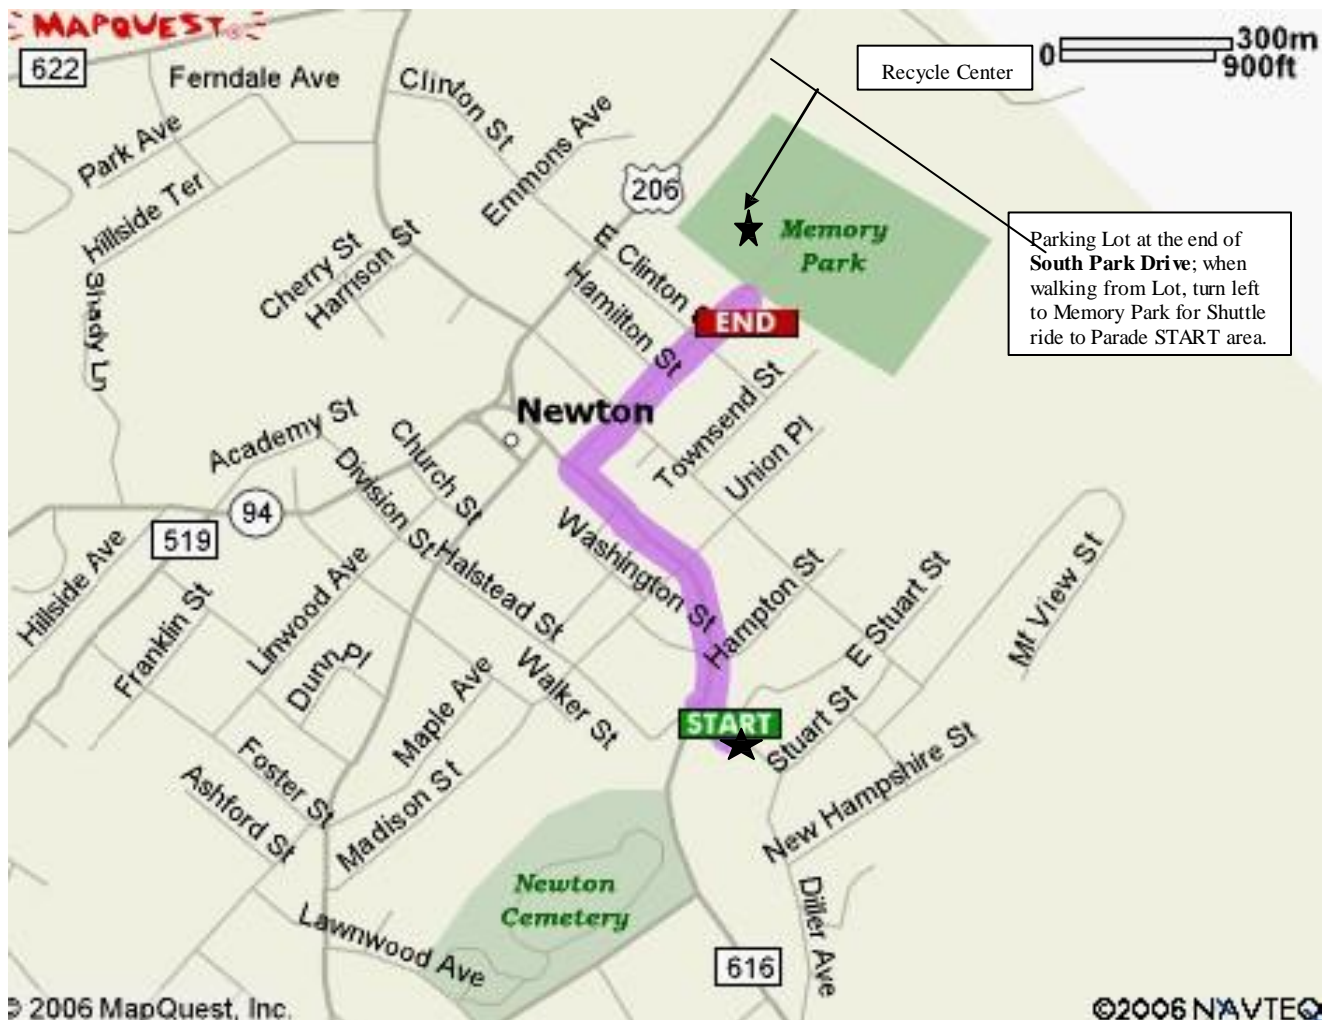 MAPQUEST
0 300m
900ft
622
Ferndale Ave
Clinton St
Recycle Center
Park Ave
Emmons Ave
206
Hillside Ter
Memory
Park
Parking Lot at the end of
South Park Drive; when
walking from Lot, turn left
to Memory Park for Shuttle
ride to Parade START area.
Cherry St
Harrison St
E Clinton
Hamilton St
END
Shady Ln
Newton
Academy St
Church St
Townsend St
Union Pl
Division St
94
519
Washington St
Hillside Ave
Halstead St
Hampton St
E Stuart St
Mt View St
Franklin St
Linwood Ave
Dunn Pl
Walker St
Maple Ave
START
Stuart St
Foster St
New Hampshire St
Ashford St
Madison St
Newton
Cemetery
Diller Ave
Lawnwood Ave
616
© 2006 MapQuest, Inc.
©2006 NAVTEQ